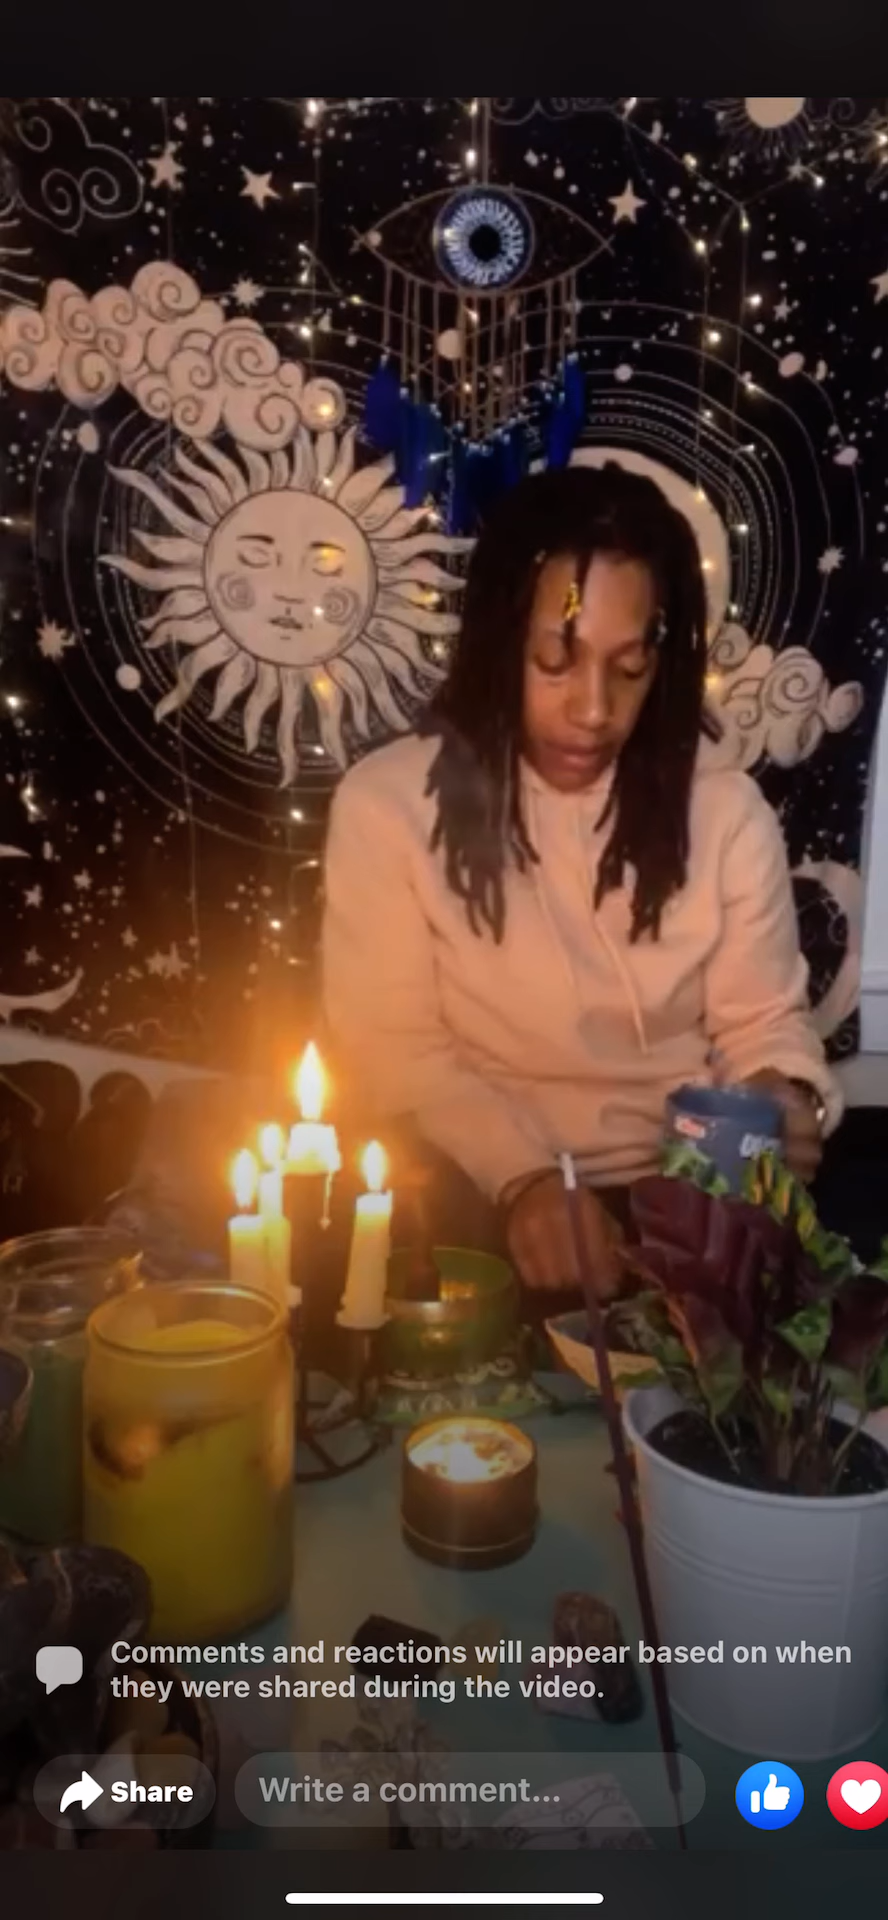 Comments and reactions will appear based on when
they were shared during the video.
Share
Write a comment...